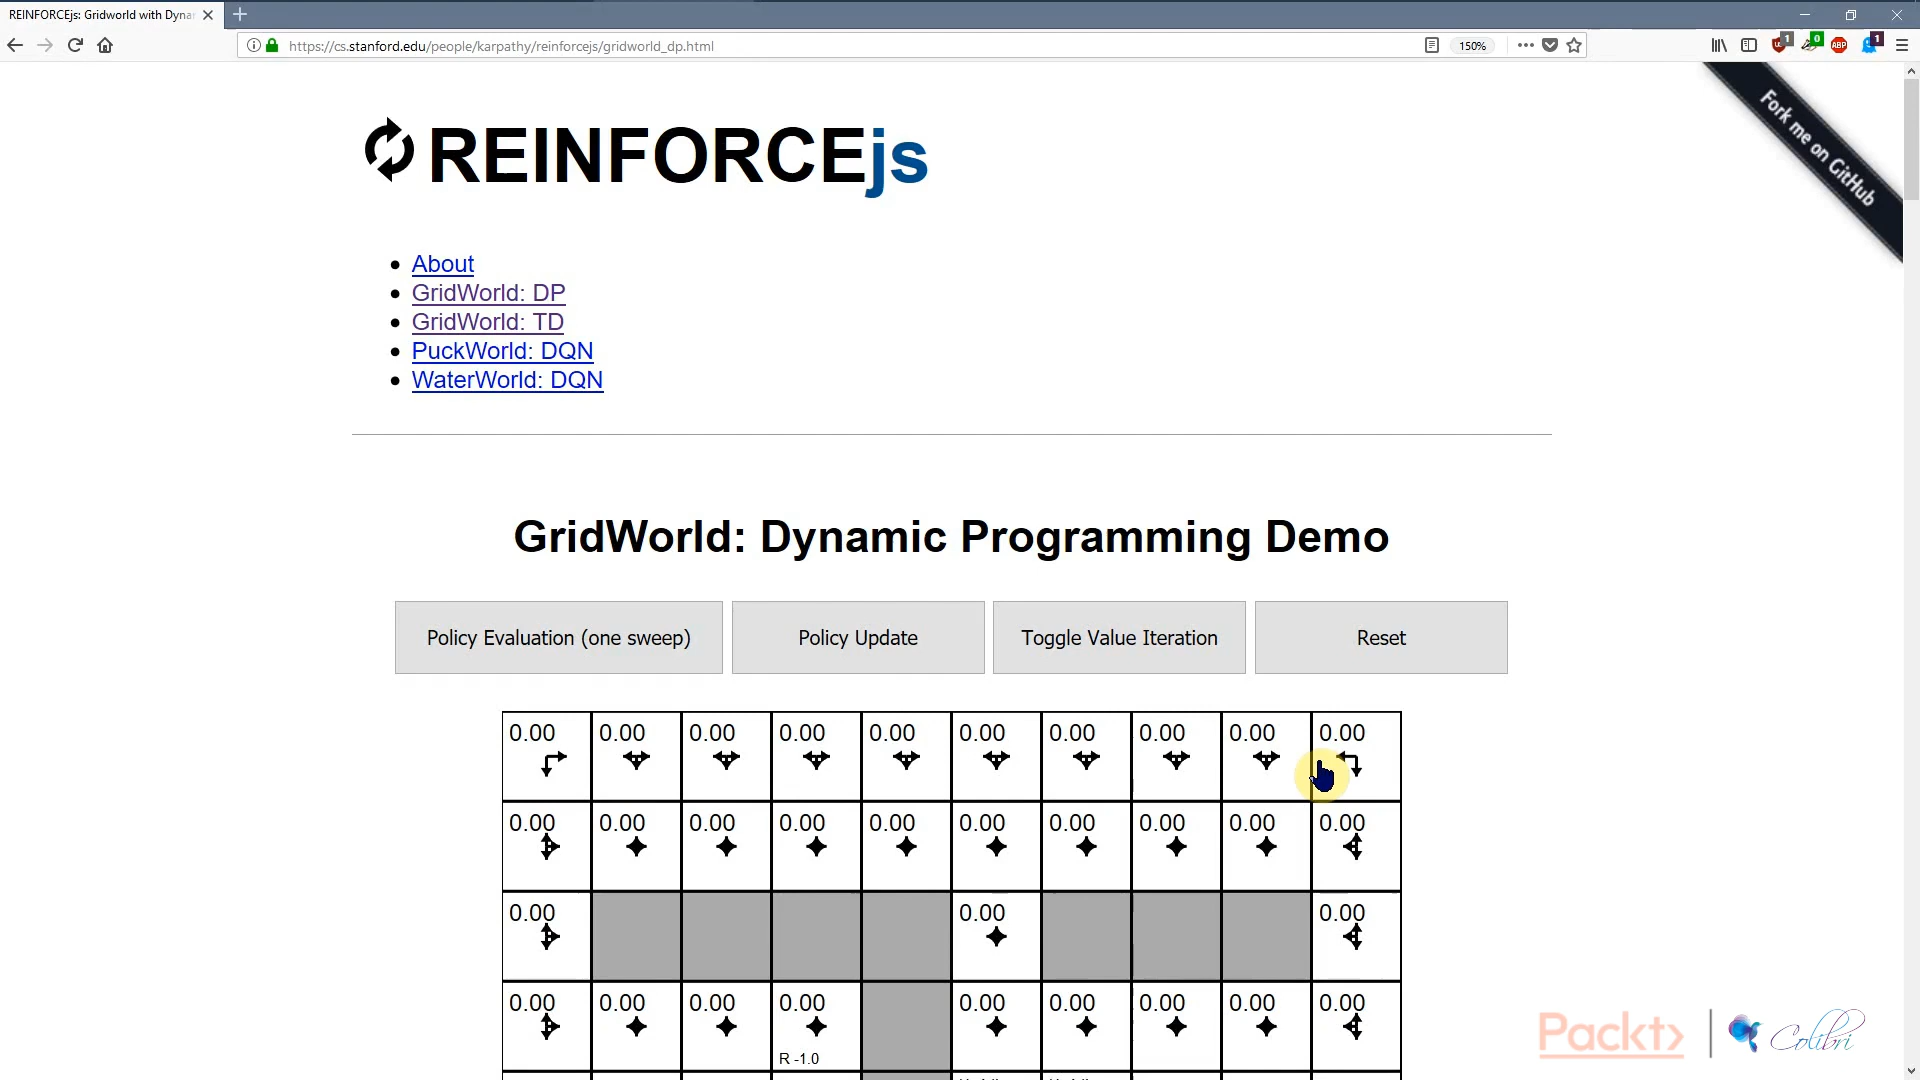 REINFORCEjs: Gridworld with Dyna
https://cs.stanford.edu/people/karpathy/reinforcejs/gridworld_dp.html
150%
1
0
ABP
1
Fork me on GitHub
REINFORCEjs
About
GridWorld: DP
GridWorld: TD
PuckWorld: DQN
WaterWorld: DQN
GridWorld: Dynamic Programming Demo
Policy Evaluation (one sweep) Policy Update Toggle Value Iteration Reset
0.00 0.00 0.00 0.00 0.00 0.00 0.00 0.00 0.00 0.00
0.00 0.00 0.00 0.00 0.00 0.00 0.00 0.00 0.00 0.00
0.00 0.00 0.00
0.00 0.00 0.00 0.00 0.00 0.00 0.00 0.00 0.00
R -1.0
Packt
Colibri